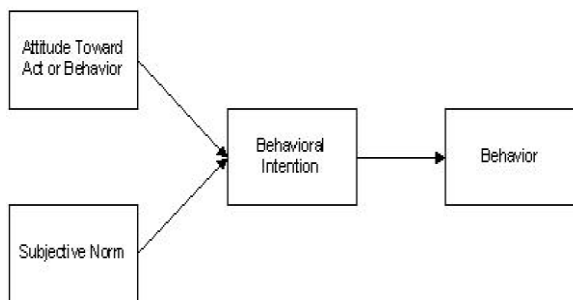 Attitude Toward
Act or Behavior
Behavioral
Intention
Behavior
Subjective Norm